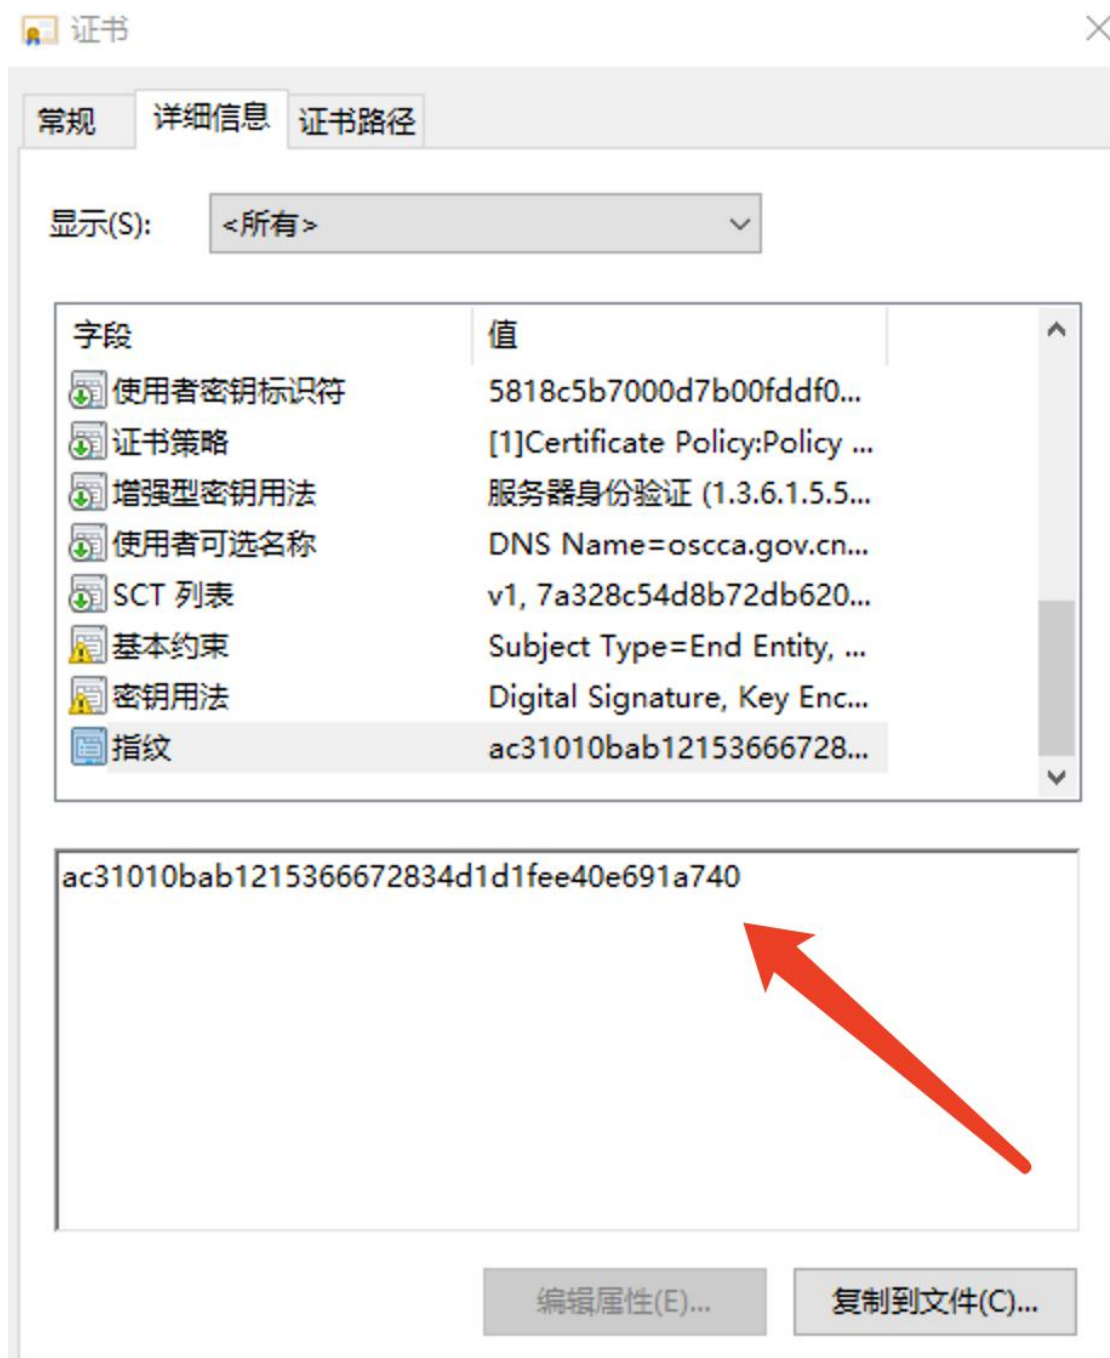 证书
常规 详细信息 证书路径
显示(S): <所有>
字段 值
使用者密钥标识符 5818c5b7000d7b00fddf0...
证书策略 [1]Certificate Policy:Policy ...
增强型密钥用法 服务器身份验证 (1.3.6.1.5.5...
使用者可选名称 DNS Name=oscca.gov.cn...
SCT 列表 v1, 7a328c54d8b72db620...
基本约束 Subject Type=End Entity, ...
密钥用法 Digital Signature, Key Enc...
指纹 ac31010bab12153666728...
ac31010bab1215366672834d1d1fee40e691a740
编辑属性(E)... 复制到文件(C)...